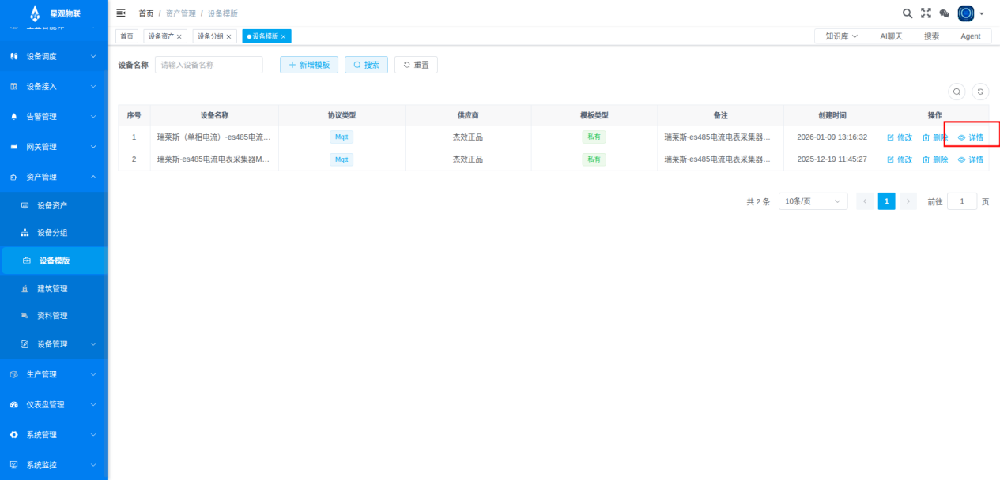 星观物联
首页 / 资产管理 / 设备模版
首页 设备资产 × 设备分组 × 设备模版 ×
知识库 AI聊天 搜索 Agent
设备调度
设备接入
告警管理
网关管理
资产管理
设备资产
设备分组
设备模版
建筑管理
资料管理
设备管理
生产管理
仪表盘管理
系统管理
系统监控
设备名称 请输入设备名称 新增模板 搜索 重置
序号 设备名称 协议类型 供应商 模板类型 备注 创建时间 操作
1 瑞莱斯（单相电流）-es485电流... Mqtt 杰效正品 私有 瑞莱斯-es485电流电表采集器... 2026-01-09 13:16:32 修改 删除 详情
2 瑞莱斯-es485电流电表采集器M... Mqtt 杰效正品 私有 瑞莱斯-es485电流电表采集器... 2025-12-19 11:45:27 修改 删除 详情
共 2 条 10条/页 1 前往 1 页